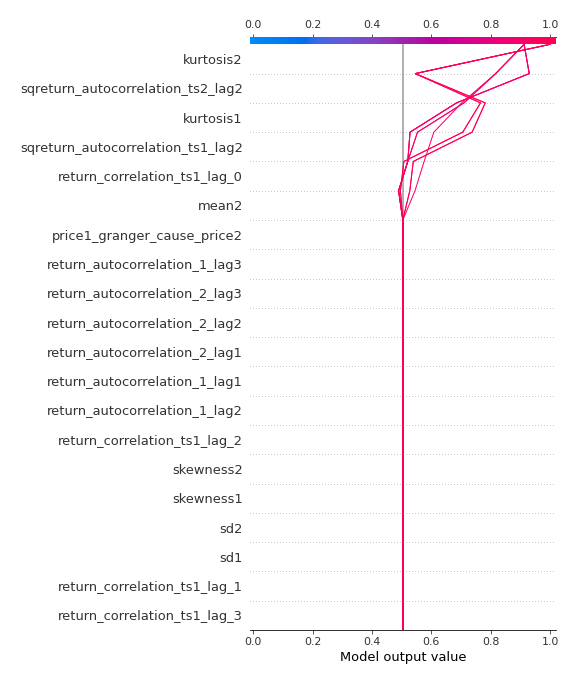 0.0 0.2 0.4 0.6 0.8 1.0
kurtosis2
sqreturn_autocorrelation_ts2_lag2
kurtosis1
sqreturn_autocorrelation_ts1_lag2
return_correlation_ts1_lag_0
mean2
price1_granger_cause_price2
return_autocorrelation_1_lag3
return_autocorrelation_2_lag3
return_autocorrelation_2_lag2
return_autocorrelation_2_lag1
return_autocorrelation_1_lag1
return_autocorrelation_1_lag2
return_correlation_ts1_lag_2
skewness2
skewness1
sd2
sd1
return_correlation_ts1_lag_1
return_correlation_ts1_lag_3
0.0 0.2 0.4 0.6 0.8 1.0
Model output value